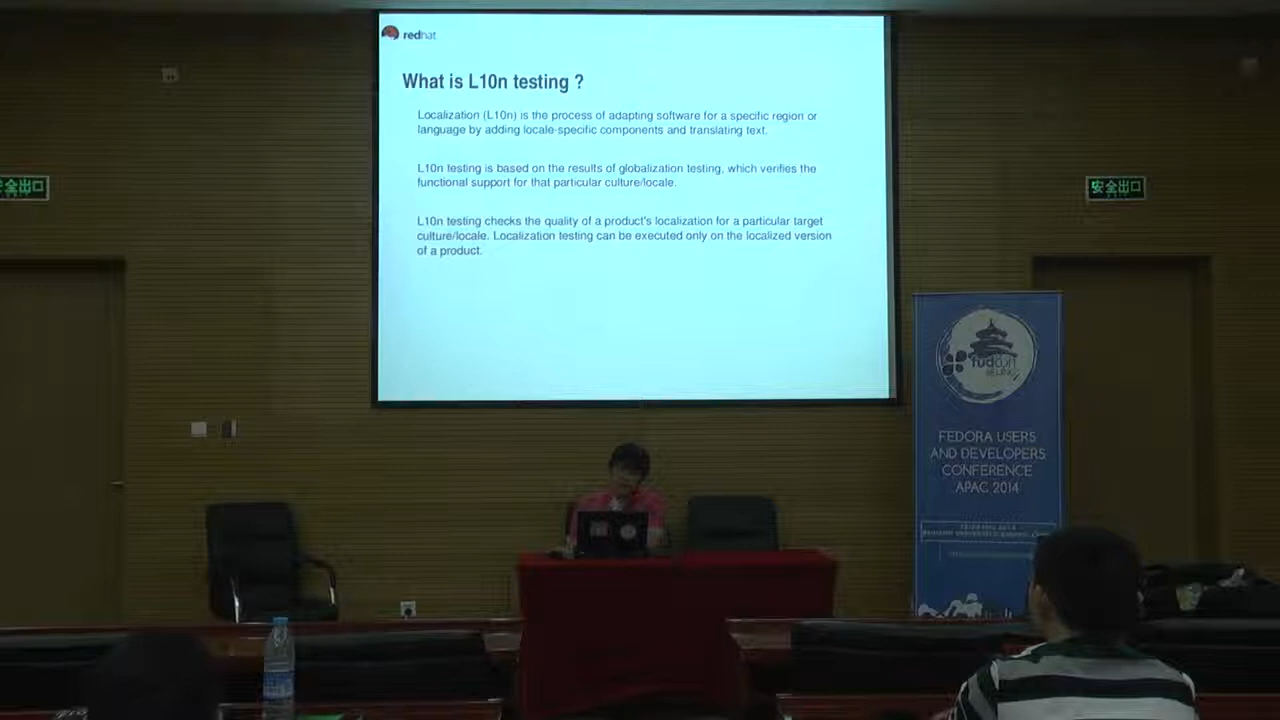 redhat
What is L10n testing ?
Localization (L10n) is the process of adapting software for a specific region or
language by adding locale-specific components and translating text.
L10n testing is based on the results of globalization testing, which verifies the
functional support for that particular culture/locale.
L10n testing checks the quality of a product's localization for a particular target
culture/locale. Localization testing can be executed only on the localized version
of a product.
安全出口
安全出口
fudcon
BEIJING
FEDORA USERS
AND DEVELOPERS
CONFERENCE
APAC 2014